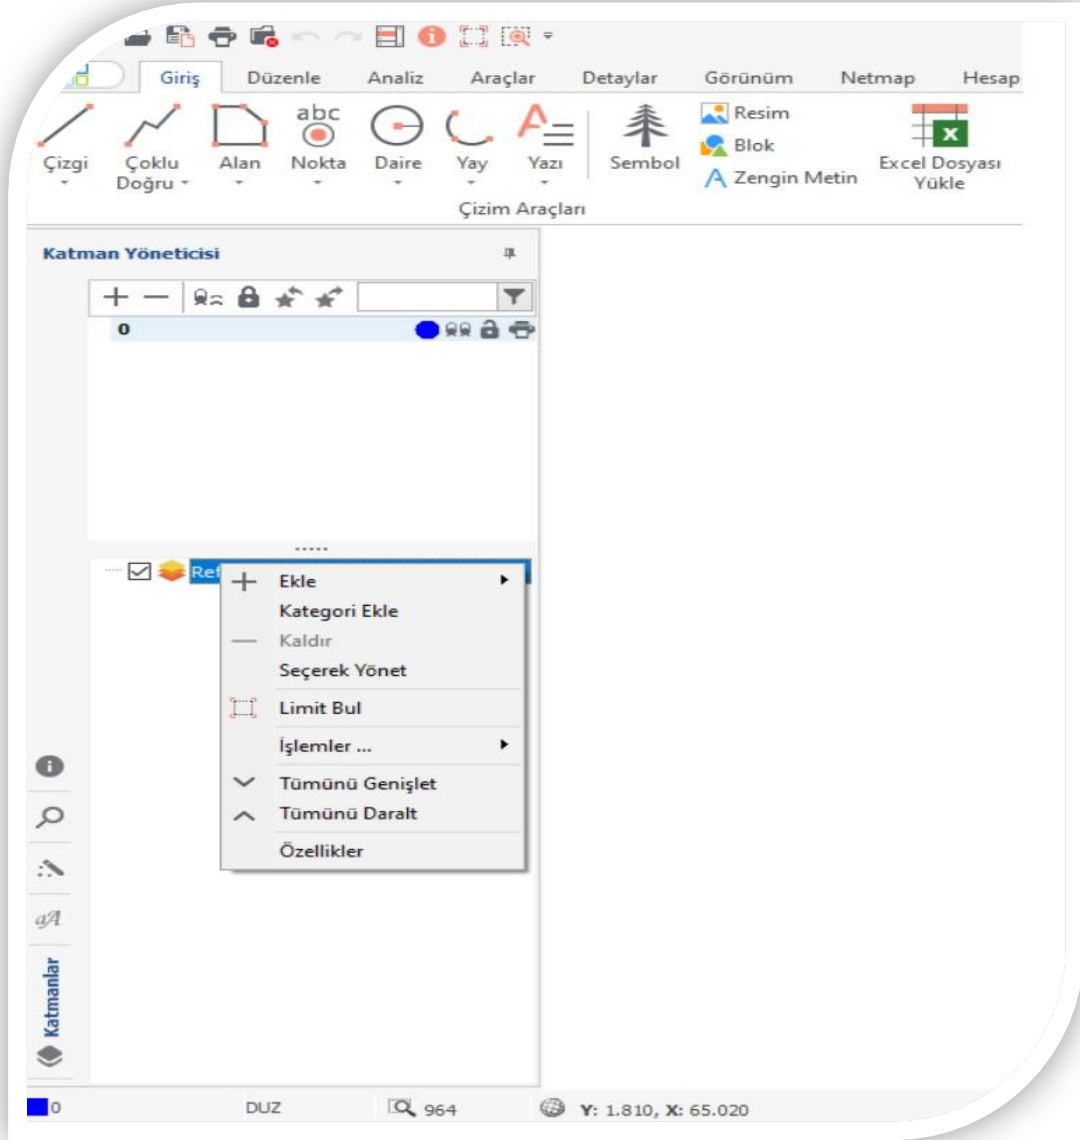 Giriş Düzenle Analiz Araçlar Detaylar Görünüm Netmap Hesap
abc
Çizgi Çoklu Doğru Alan Nokta Daire Yay Yazı Sembol
Resim
Blok
Zengin Metin
Excel Dosyası Yükle
Çizim Araçları
Katman Yöneticisi
0
Ekle
Kategori Ekle
Kaldır
Seçerek Yönet
Limit Bul
İşlemler ...
Tümünü Genişlet
Tümünü Daralt
Özellikler
aA
Katmanlar
0 DUZ 964 Y: 1.810, X: 65.020